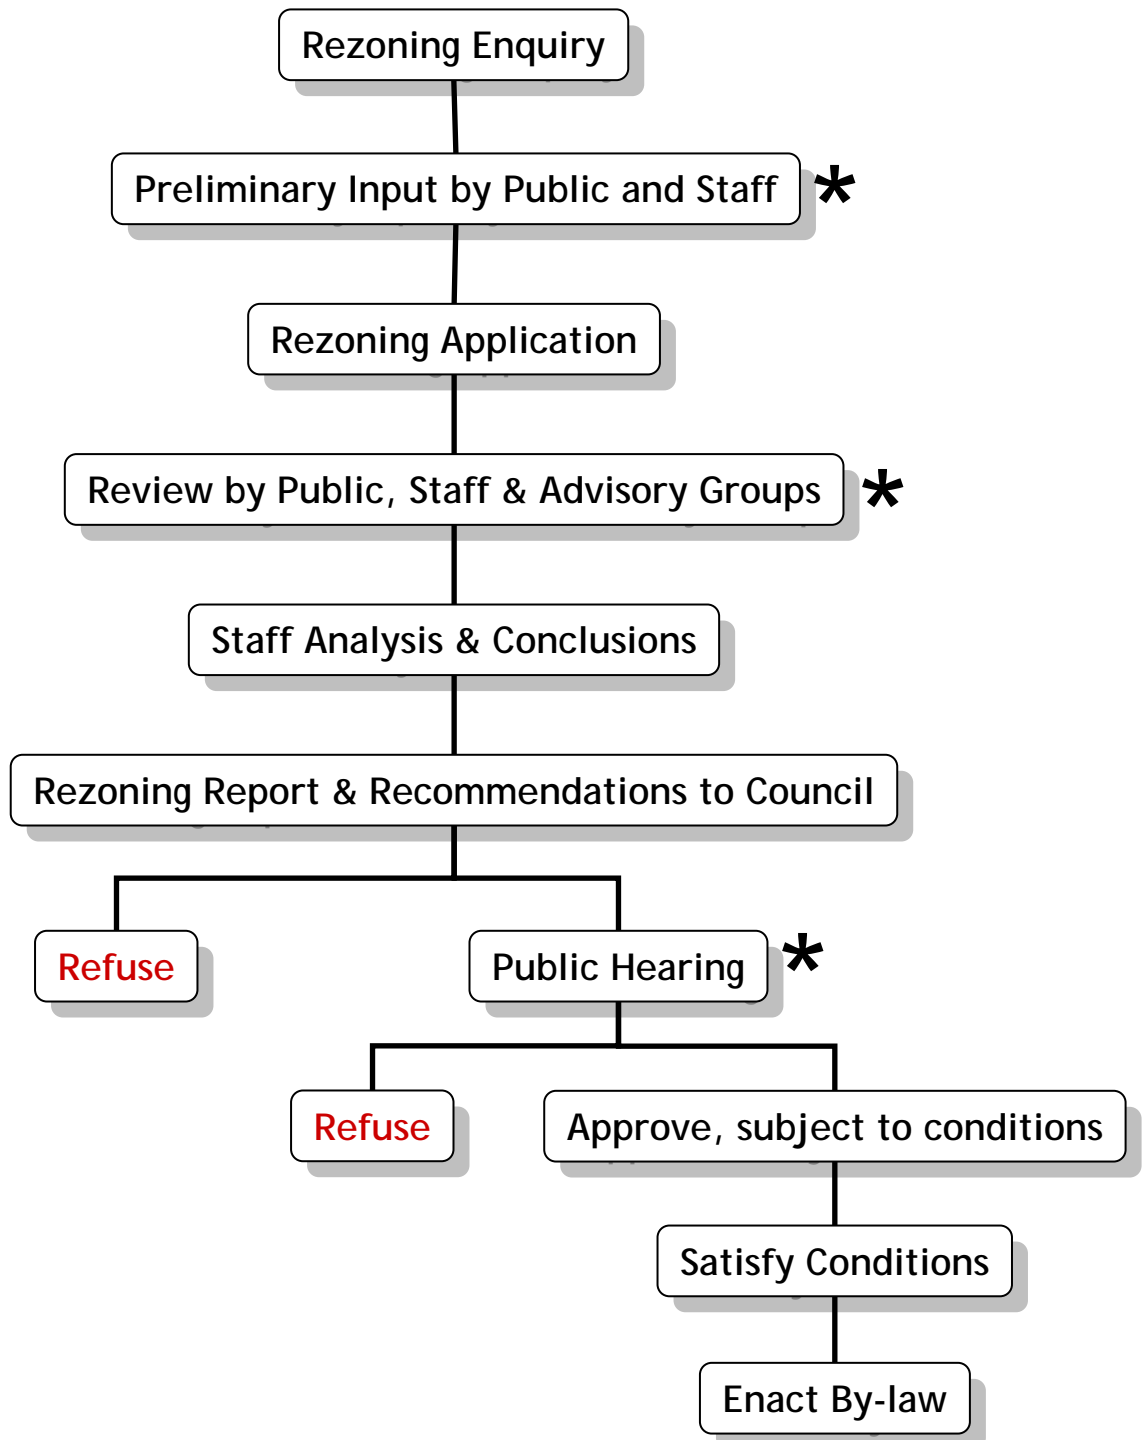 Rezoning Enquiry
Preliminary Input by Public and Staff *
Rezoning Application
Review by Public, Staff & Advisory Groups *
Staff Analysis & Conclusions
Rezoning Report & Recommendations to Council
Refuse
Public Hearing *
Refuse
Approve, subject to conditions
Satisfy Conditions
Enact By-law